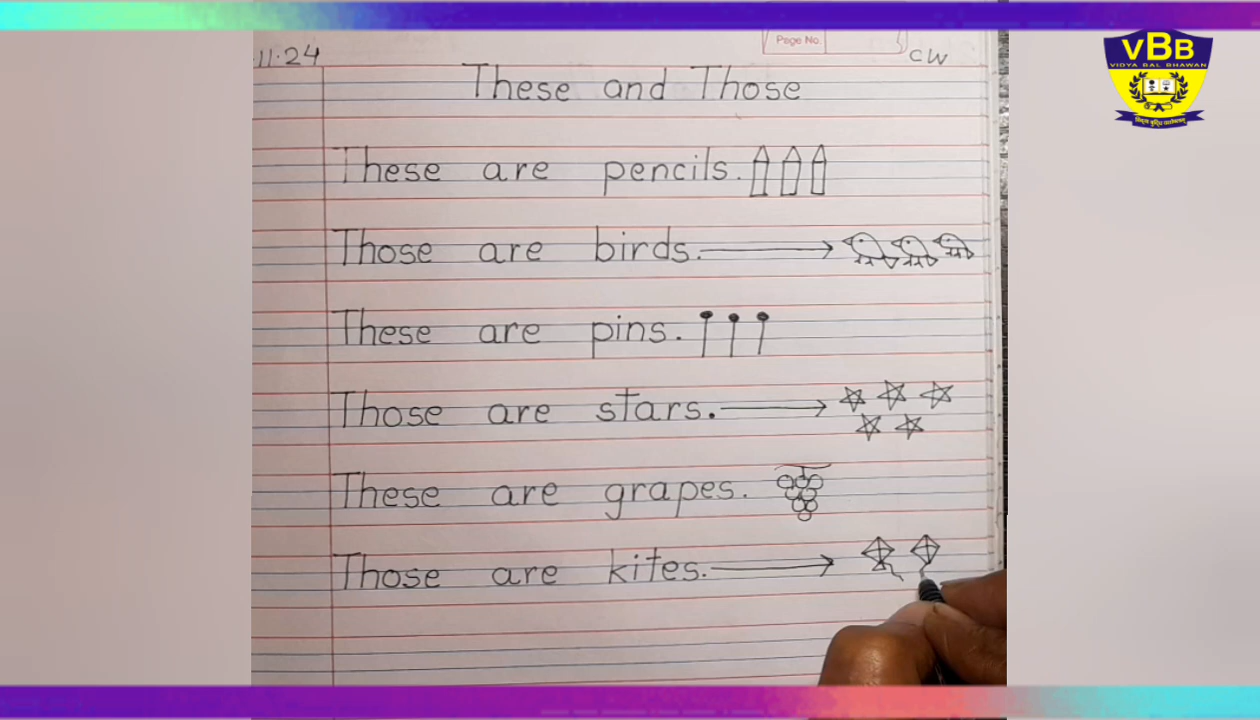 11.24
Page No.
CW
These and Those
These are pencils.
Those are birds.
These are pins.
Those are stars.
These are grapes.
Those are kites.
VBB
VIDYA BAL BHAWAN